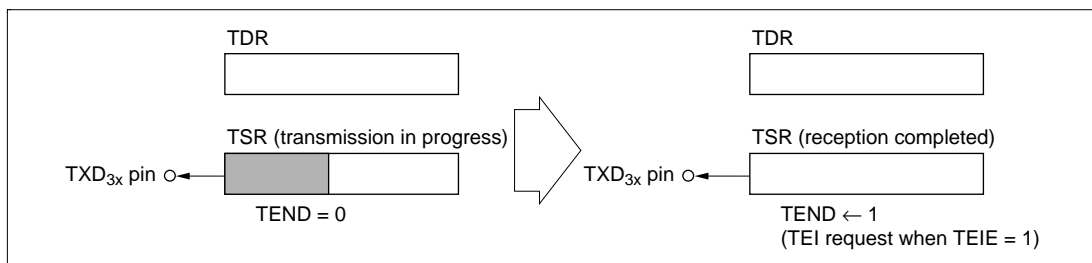 TDR
TSR (transmission in progress)
TXD3x pin
TEND = 0
TDR
TSR (reception completed)
TXD3x pin
TEND ← 1
(TEI request when TEIE = 1)